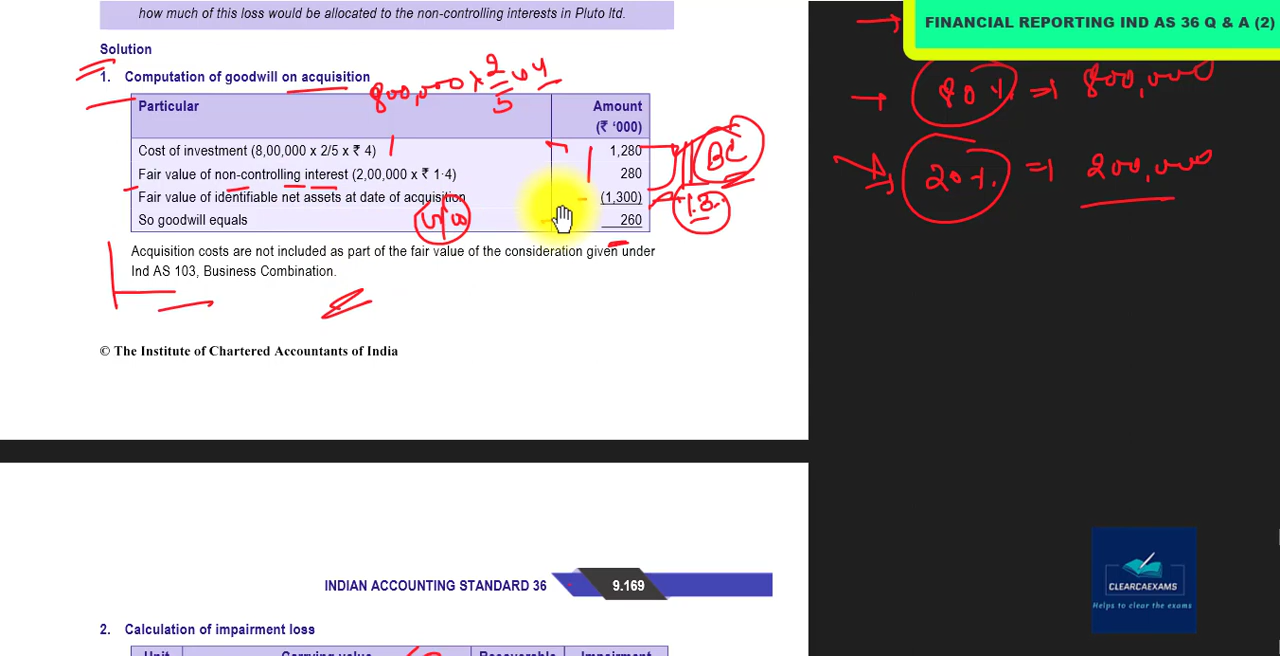 how much of this loss would be allocated to the non-controlling interests in Pluto ltd.
FINANCIAL REPORTING IND AS 36 Q & A (2)
Solution
1. Computation of goodwill on acquisition
800,000 x 2/5 x 4
80% => 800,000
Particular Amount
(₹ '000)
Cost of investment (8,00,000 x 2/5 x ₹ 4) 1,280
BC
20% => 200,000
Fair value of non-controlling interest (2,00,000 x ₹ 1·4) 280
Fair value of identifiable net assets at date of acquisition (1,300)
1.3.
So goodwill equals 260
Acquisition costs are not included as part of the fair value of the consideration given under
Ind AS 103, Business Combination.
© The Institute of Chartered Accountants of India
INDIAN ACCOUNTING STANDARD 36 9.169
CLEARCAEXAMS
Helps to clear the exams
2. Calculation of impairment loss
Unit Carrying value Recoverable Impairment